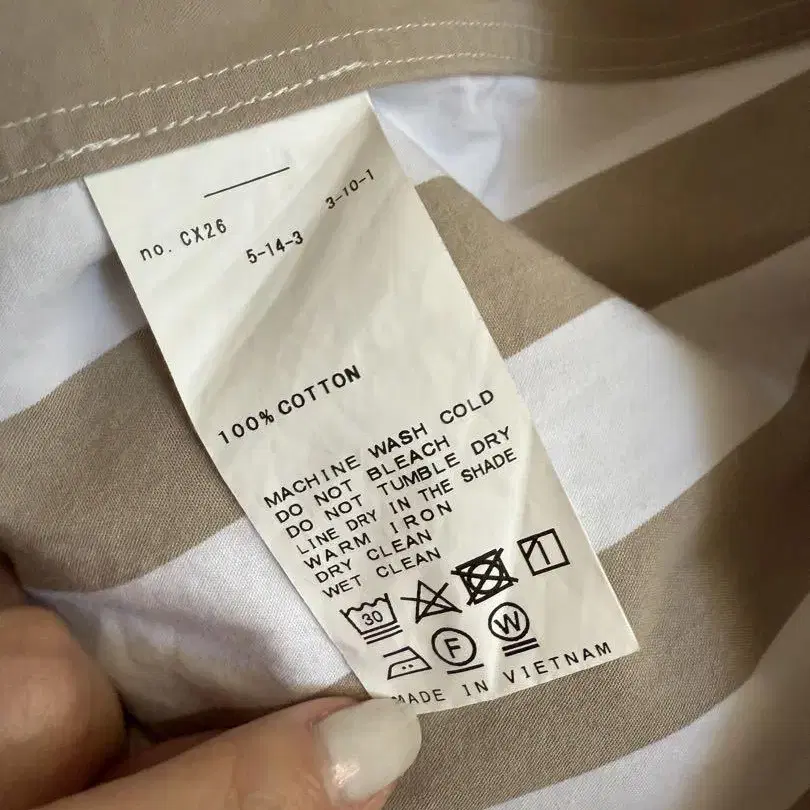 no. CX26
5-14-3
3-10-1
100% COTTON
MACHINE WASH COLD
DO NOT BLEACH
DO NOT TUMBLE DRY
LINE DRY IN THE SHADE
WARM IRON
DRY CLEAN
WET CLEAN
30
F
W
MADE IN VIETNAM